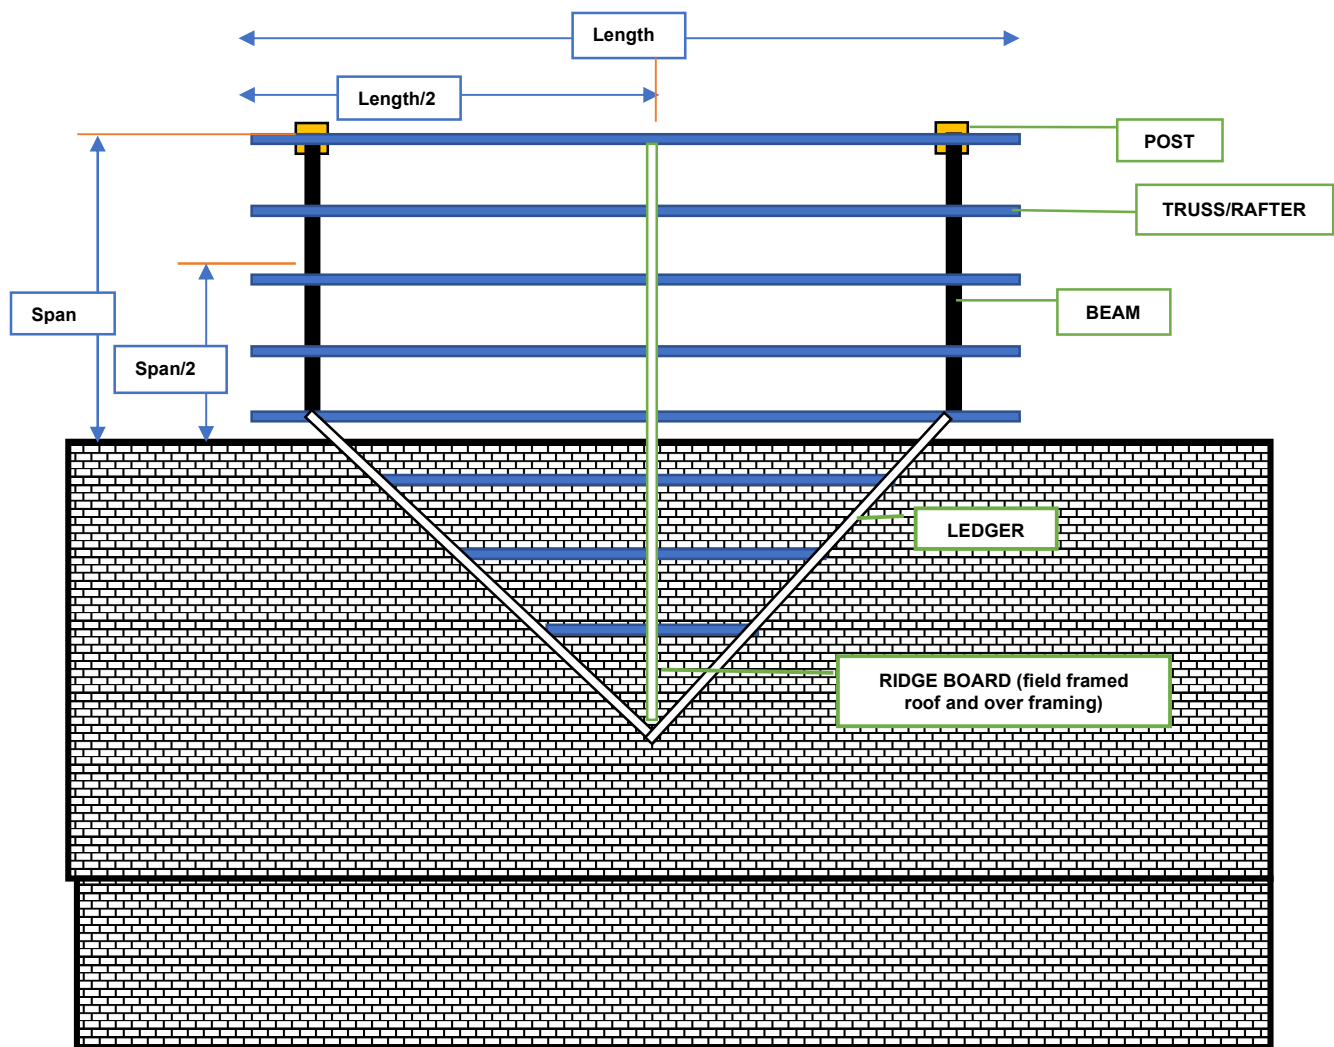 Length
Length/2
POST
TRUSS/RAFTER
Span
BEAM
Span/2
LEDGER
RIDGE BOARD (field framed
roof and over framing)